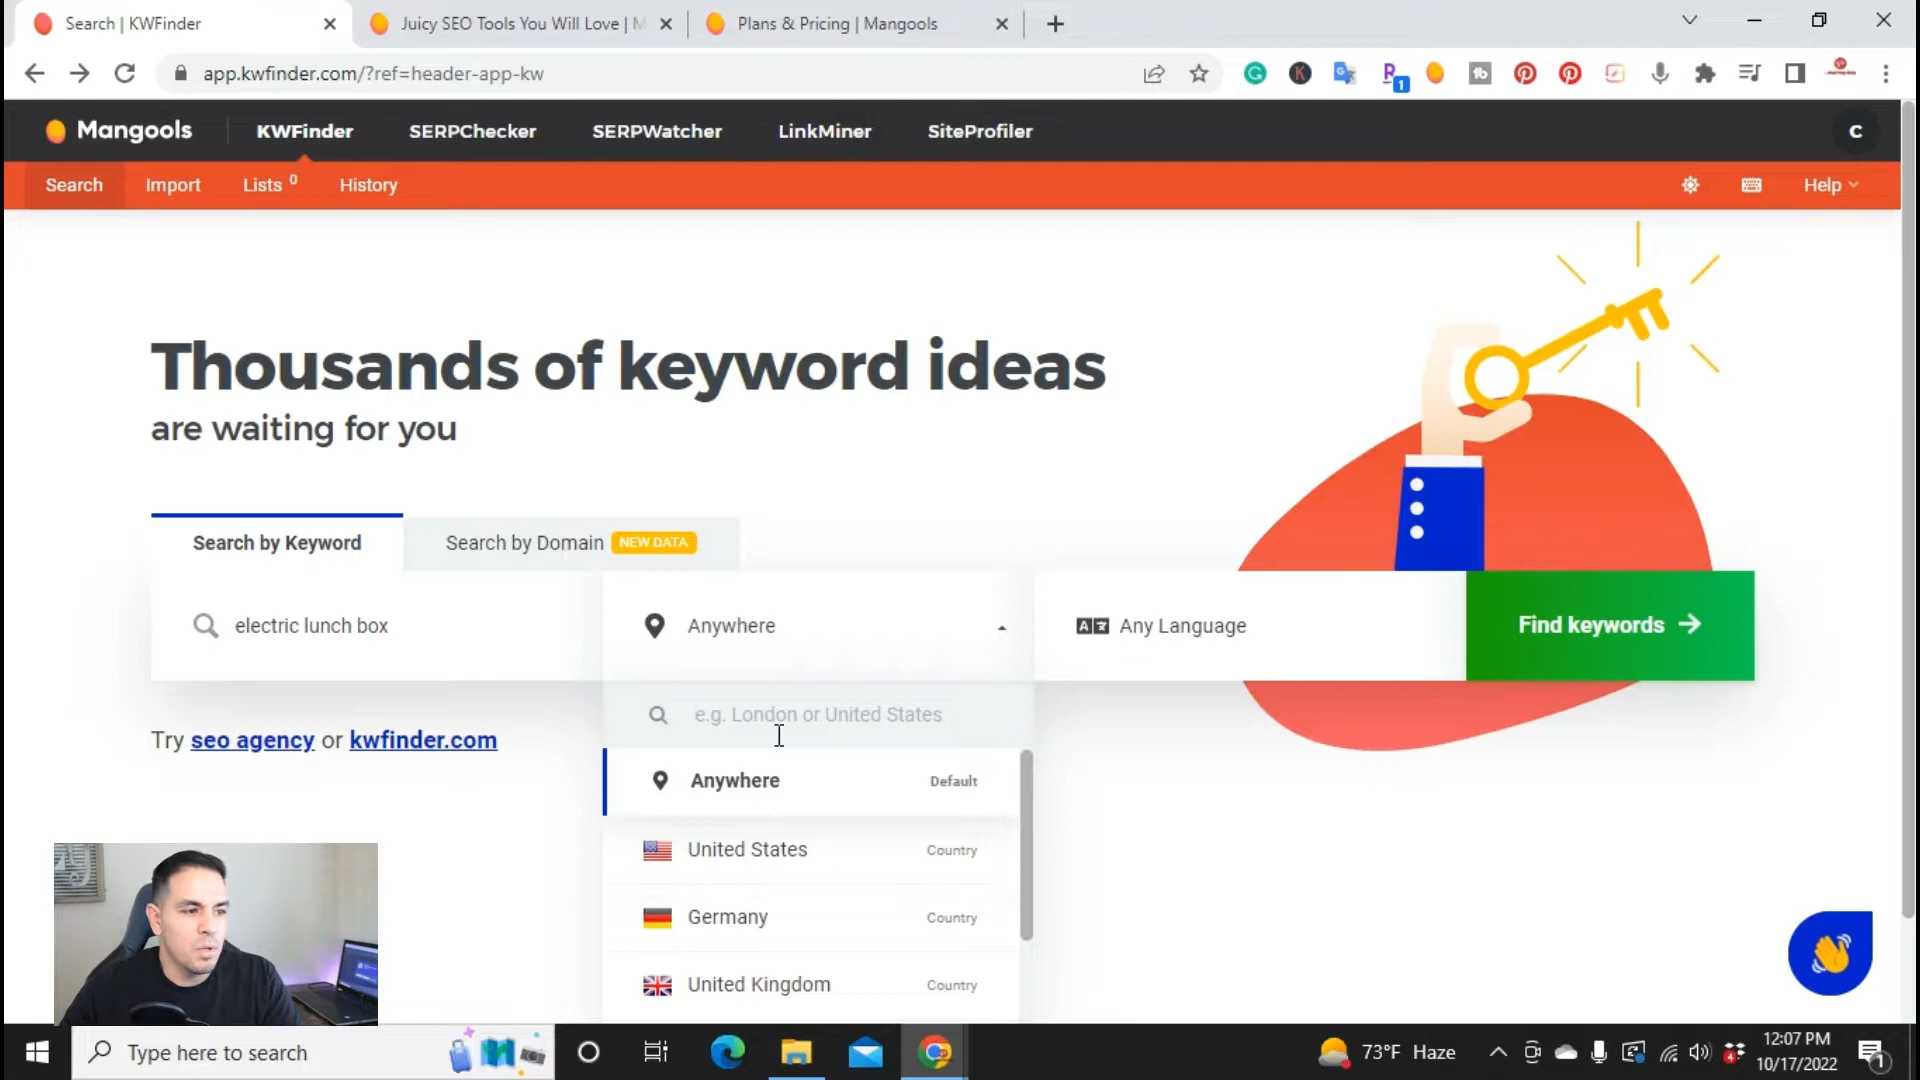 Search | KWFinder
Juicy SEO Tools You Will Love | M
Plans & Pricing | Mangools
app.kwfinder.com/?ref=header-app-kw
1
Mangools
KWFinder
SERPChecker
SERPWatcher
LinkMiner
SiteProfiler
C
Search
Import
Lists 0
History
Help
Thousands of keyword ideas
are waiting for you
Search by Keyword
Search by Domain NEW DATA
electric lunch box
Anywhere
Any Language
Find keywords
e.g. London or United States
Try seo agency or kwfinder.com
Anywhere Default
United States Country
Germany Country
United Kingdom Country
Type here to search
73°F Haze
4
12:07 PM
10/17/2022
1